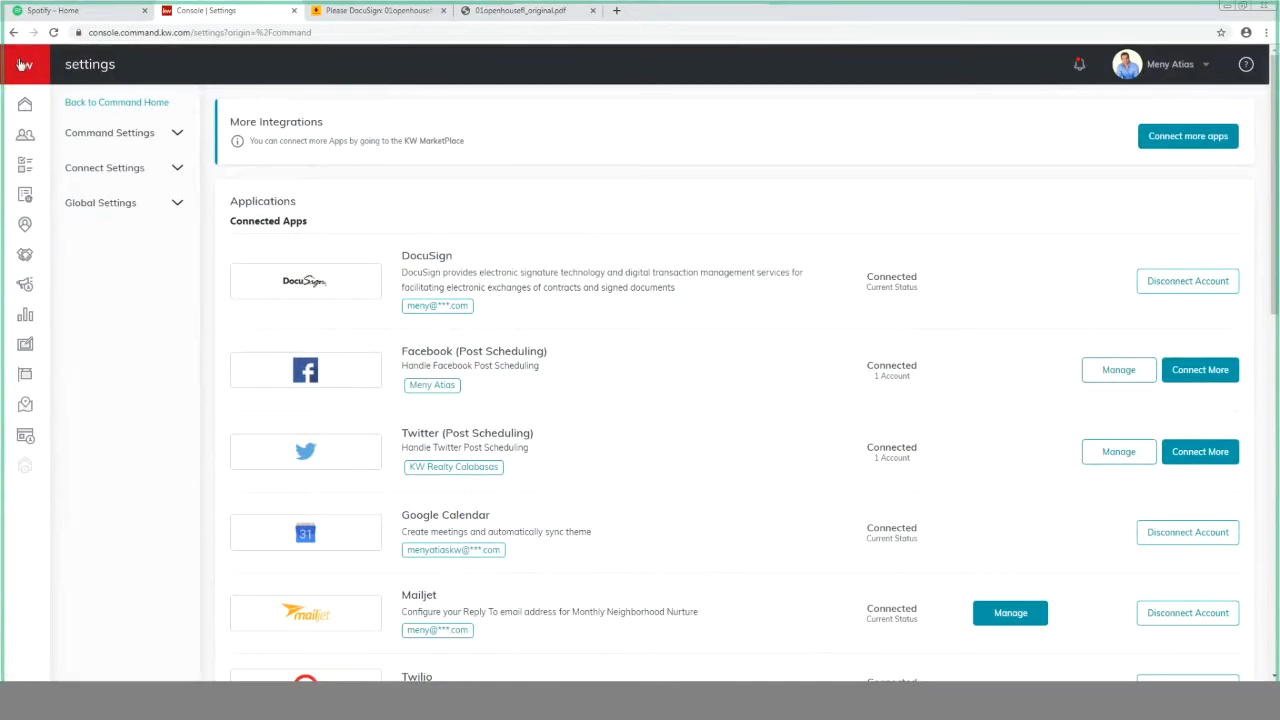 Spotify – Home
Console | Settings
Please DocuSign: 01openhousef
01openhousefl_original.pdf
console.command.kw.com/settings?origin=%2Fcommand
kw
settings
Meny Atias
Back to Command Home
Command Settings
Connect Settings
Global Settings
More Integrations
You can connect more Apps by going to the KW MarketPlace
Connect more apps
Applications
Connected Apps
DocuSign
DocuSign
DocuSign provides electronic signature technology and digital transaction management services for
facilitating electronic exchanges of contracts and signed documents
meny@***.com
Connected
Current Status
Disconnect Account
Facebook (Post Scheduling)
Handle Facebook Post Scheduling
Meny Atias
Connected
1 Account
Manage
Connect More
Twitter (Post Scheduling)
Handle Twitter Post Scheduling
KW Realty Calabasas
Connected
1 Account
Manage
Connect More
31
Google Calendar
Create meetings and automatically sync theme
menyatiaskw@***.com
Connected
Current Status
Disconnect Account
mailjet
Mailjet
Configure your Reply To email address for Monthly Neighborhood Nurture
meny@***.com
Connected
Current Status
Manage
Disconnect Account
Twilio
Connected